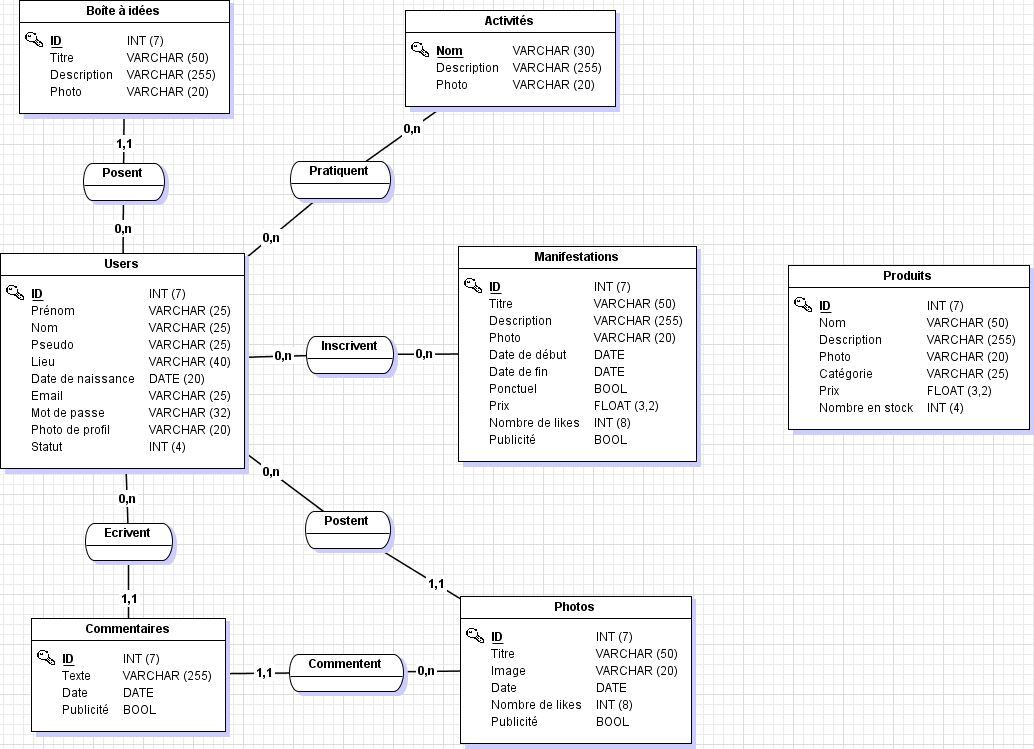 Boîte à idées
ID INT (7)
Titre VARCHAR (50)
Description VARCHAR (255)
Photo VARCHAR (20)
Activités
Nom VARCHAR (30)
Description VARCHAR (255)
Photo VARCHAR (20)
0,n
1,1
Posent
Pratiquent
0,n
0,n
Users
ID INT (7)
Prénom VARCHAR (25)
Nom VARCHAR (25)
Pseudo VARCHAR (25)
Lieu VARCHAR (40)
Date de naissance DATE (20)
Email VARCHAR (25)
Mot de passe VARCHAR (32)
Photo de profil VARCHAR (20)
Statut INT (4)
0,n
Inscrivent
0,n
Manifestations
ID INT (7)
Titre VARCHAR (50)
Description VARCHAR (255)
Photo VARCHAR (20)
Date de début DATE
Date de fin DATE
Ponctuel BOOL
Prix FLOAT (3,2)
Nombre de likes INT (8)
Publicité BOOL
Produits
ID INT (7)
Nom VARCHAR (50)
Description VARCHAR (255)
Photo VARCHAR (20)
Catégorie VARCHAR (25)
Prix FLOAT (3,2)
Nombre en stock INT (4)
0,n
0,n
Ecrivent
Postent
1,1
1,1
Commentaires
ID INT (7)
Texte VARCHAR (255)
Date DATE
Publicité BOOL
1,1
Commentent
0,n
Photos
ID INT (7)
Titre VARCHAR (50)
Image VARCHAR (20)
Date DATE
Nombre de likes INT (8)
Publicité BOOL